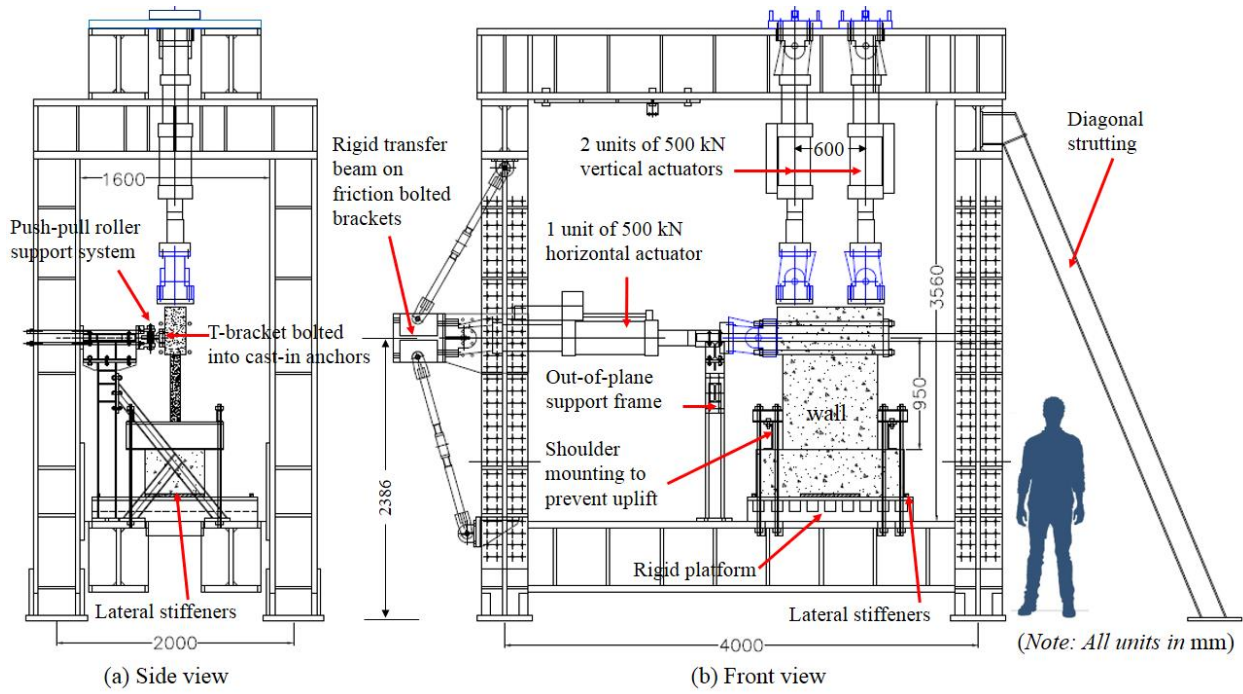 1600
Push-pull roller
support system
T-bracket bolted
into cast-in anchors
Lateral stiffeners
2000
(a) Side view
Rigid transfer
beam on
friction bolted
brackets
2 units of 500 kN
vertical actuators
600
1 unit of 500 kN
horizontal actuator
3560
Diagonal
strutting
Out-of-plane
support frame
wall
950
Shoulder
mounting to
prevent uplift
2386
Rigid platform
Lateral stiffeners
4000
(Note: All units in mm)
(b) Front view